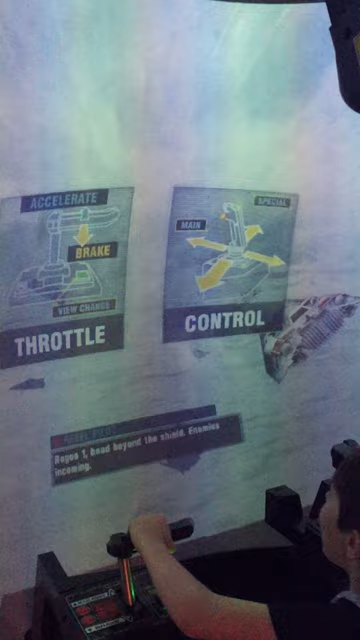 ACCELERATE
BRAKE
VIEW CHANGE
THROTTLE
SPECIAL
MAIN
CONTROL
Rogue 1, head beyond the shield. Enemies
incoming.